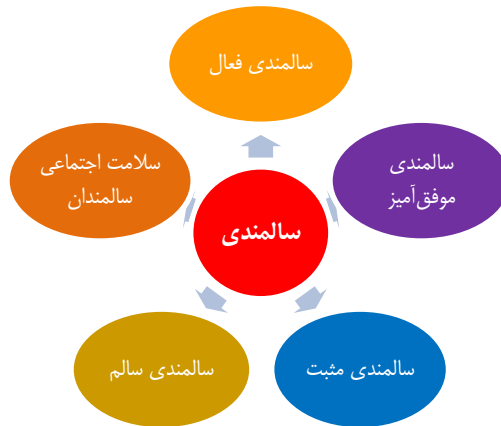 سالمندی فعال
سالمندی
موفق‌آمیز
سلامت اجتماعی
سالمندان
سالمندی
سالمندی مثبت
سالمندی سالم